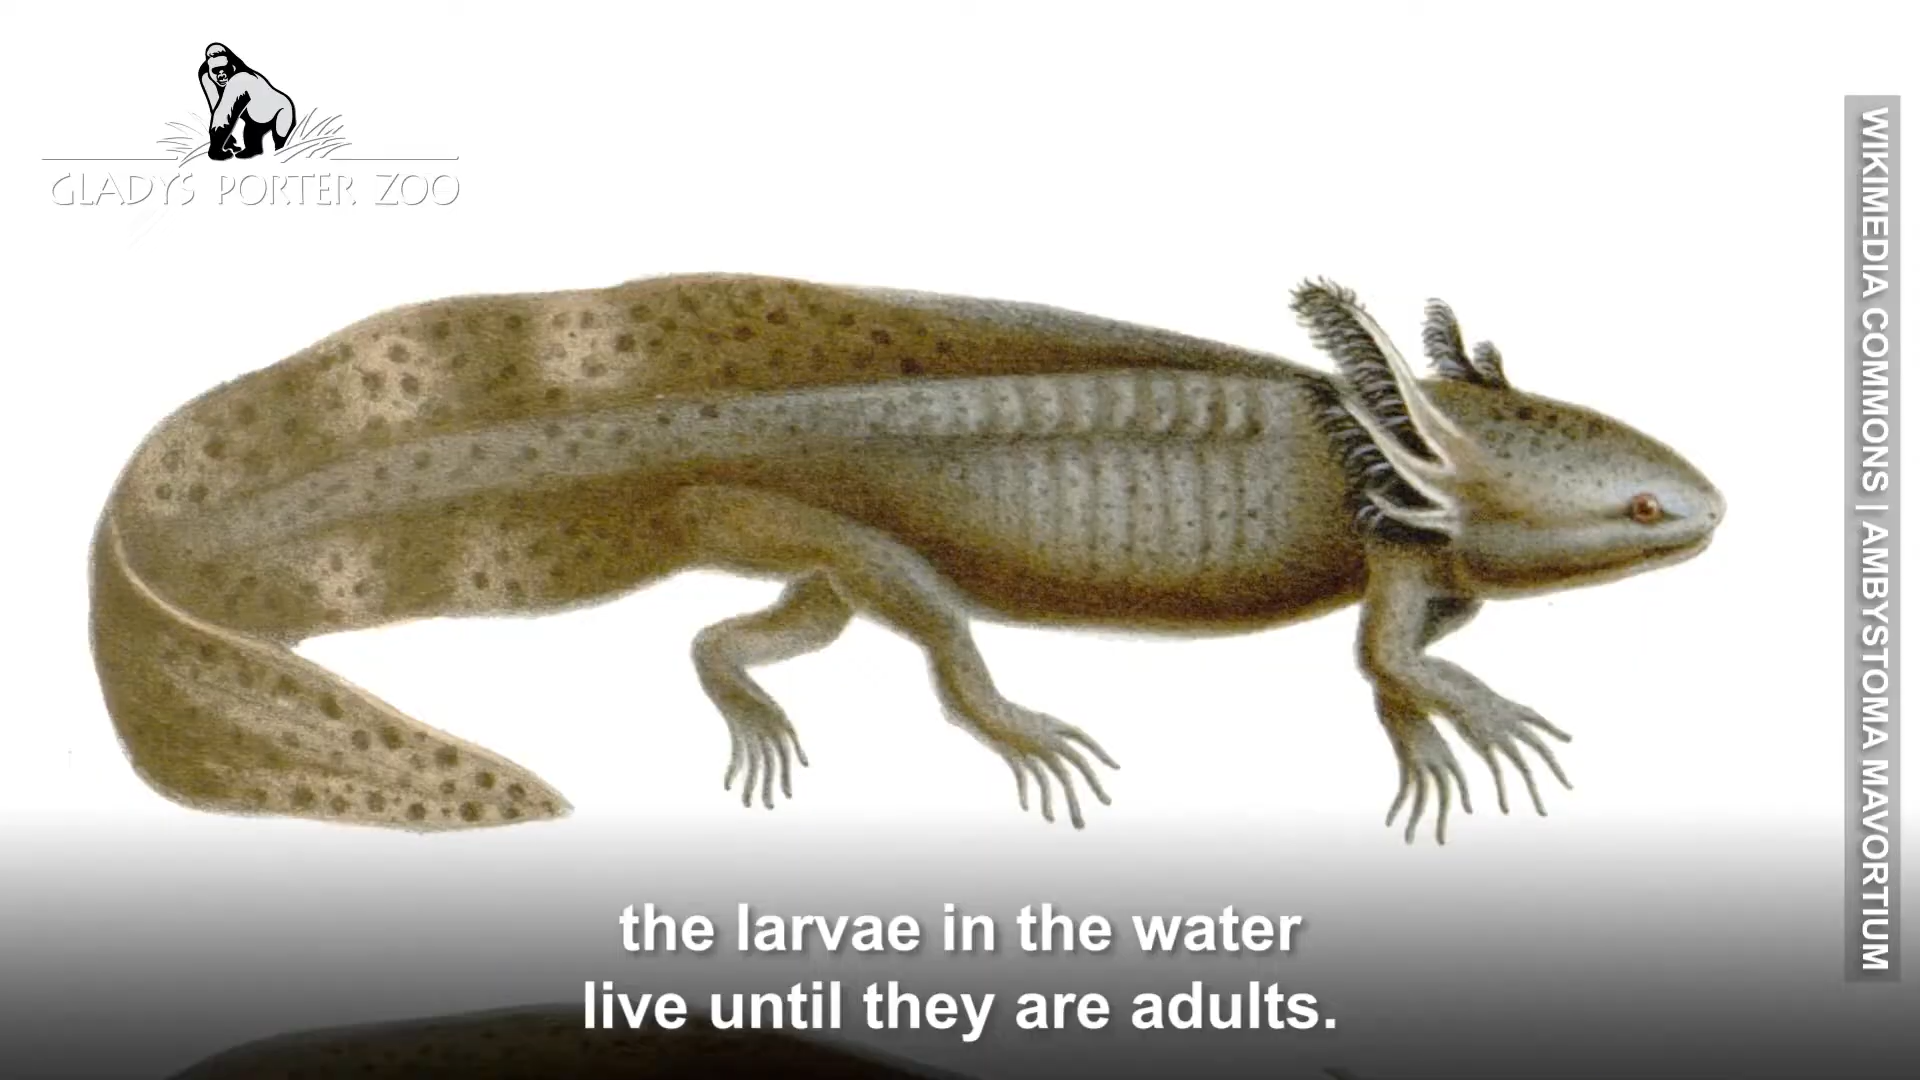 GLADYS PORTER ZOO
WIKIMEDIA COMMONS | AMBYSTOMA MAVORTIUM
the larvae in the water
live until they are adults.